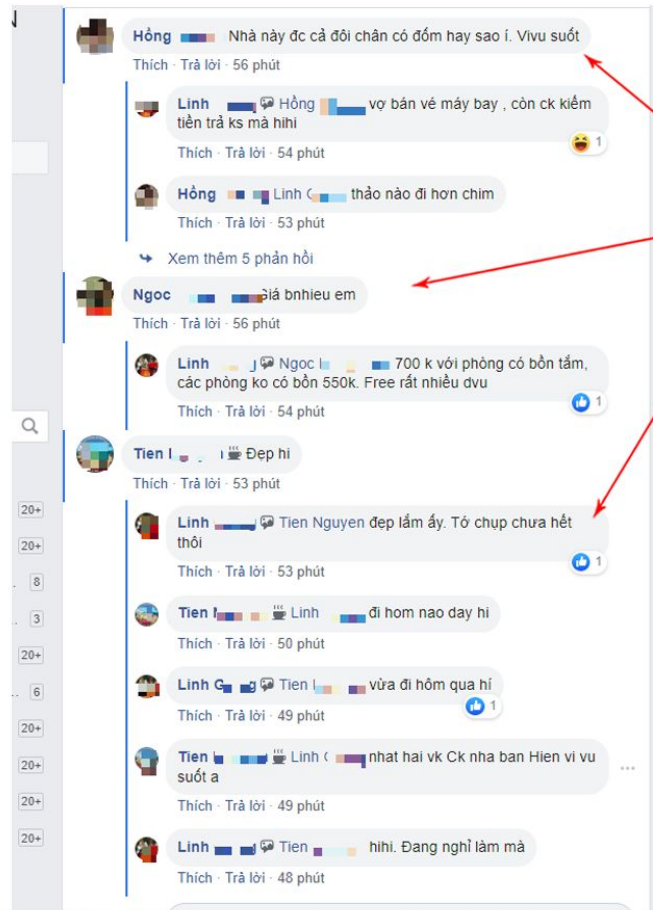 Hồng Nhà này đc cả đôi chân có đốm hay sao í. Vivu suốt
Thích · Trả lời · 56 phút
Linh Hồng vợ bán vé máy bay , còn ck kiếm
tiền trả ks mà hihi
1
Thích · Trả lời · 54 phút
Hồng Linh thảo nào đi hơn chim
Thích · Trả lời · 53 phút
Xem thêm 5 phản hồi
Ngoc Giá bnhieu em
Thích · Trả lời · 56 phút
Linh Ngoc 700 k với phòng có bồn tắm,
các phòng ko có bồn 550k. Free rất nhiều dvu
1
Thích · Trả lời · 54 phút
Tien Đẹp hi
Thích · Trả lời · 53 phút
20+
Linh Tien Nguyen đẹp lắm ấy. Tớ chụp chưa hết
thôi
20+
1
Thích · Trả lời · 53 phút
8
Tien Linh đi hom nao day hi
3
Thích · Trả lời · 50 phút
20+
Linh G Tien vừa đi hôm qua hí
6
1
Thích · Trả lời · 49 phút
20+
Tien Linh nhat hai vk Ck nha ban Hien vi vu
suốt a
20+
Thích · Trả lời · 49 phút
20+
20+
Linh Tien hihi. Đang nghỉ làm mà
Thích · Trả lời · 48 phút